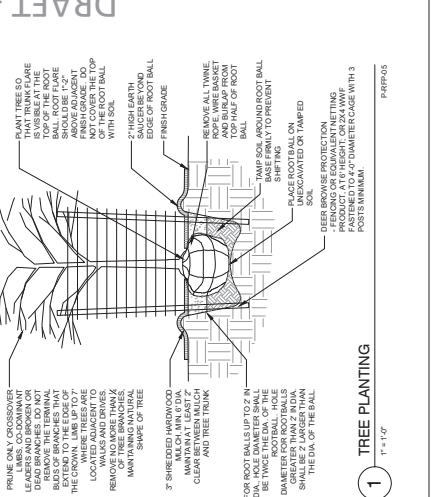 DRAFT
PRUNE ONLY CROSSOVER
LIMBS, CO-DOMINANT
LEADERS AND BROKEN OR
DEAD BRANCHES. DO NOT
REMOVE THE TERMINAL
BUDS OF BRANCHES THAT
EXTEND TO THE EDGE OF
THE CROWN. LIMB UP TO 7'
WHERE TREES ARE
LOCATED ADJACENT TO
WALKS AND DRIVES.
REMOVE NO MORE THAN ¼
OF TREE BRANCHES,
MAINTAINING NATURAL
SHAPE OF TREE
3" SHREDDED HARDWOOD
MULCH, MIN. 6' DIA.
MAINTAIN AT LEAST 2"
CLEAR BETWEEN MULCH
AND TREE TRUNK
FOR ROOT BALLS UP TO 2' IN
DIA., HOLE DIAMETER SHALL
BE TWICE THE DIA. OF THE
ROOTBALL. HOLE
DIAMETER FOR ROOTBALLS
GREATER THAN 2' IN DIA.
SHALL BE 2' LARGER THAN
THE DIA. OF THE BALL.
PLANT TREE SO
THAT TRUNK FLARE
IS VISIBLE AT THE
TOP OF THE ROOT
BALL. ROOT FLARE
SHOULD BE 1"-2"
ABOVE ADJACENT
FINISH GRADE. DO
NOT COVER THE TOP
OF THE ROOT BALL
WITH SOIL
2" HIGH EARTH
SAUCER BEYOND
EDGE OF ROOT BALL
FINISH GRADE
REMOVE ALL TWINE,
ROPE, WIRE BASKET
AND BURLAP FROM
TOP HALF OF ROOT
BALL
TAMP SOIL AROUND ROOT BALL
BASE FIRMLY TO PREVENT
SHIFTING
PLACE ROOT BALL ON
UNEXCAVATED OR TAMPED
SOIL
DEER BROWSE PROTECTION
- FENCING OR EQUIVALENT NETTING
PRODUCT, AT 6' HEIGHT; OR 2X4 WWF
FASTENED TO 4'-0" DIAMETER CAGE WITH 3
POSTS MINIMUM.
1
TREE PLANTING
1" = 1'-0"
P-RFP-05